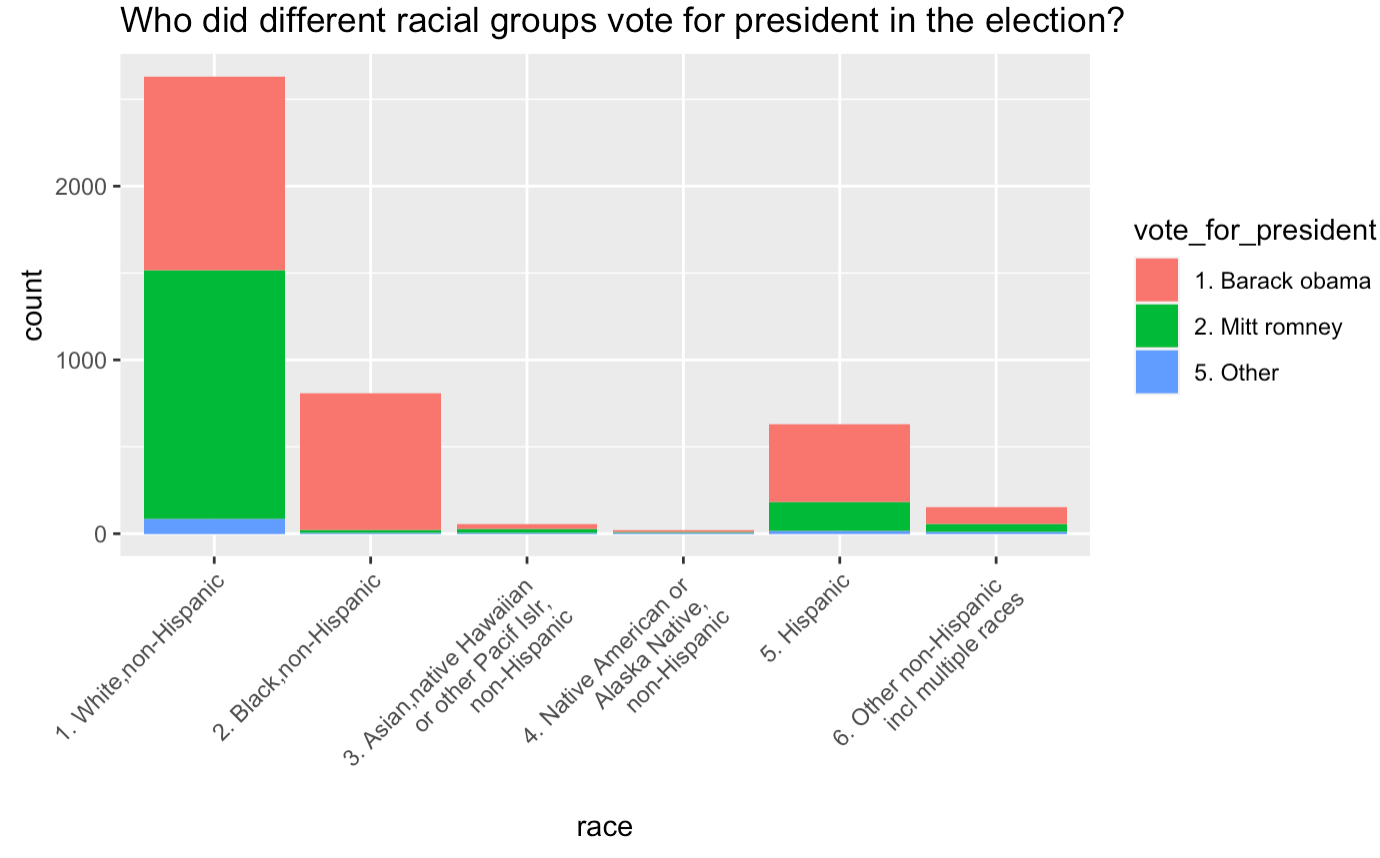 Who did different racial groups vote for president in the election?
2000
1000
0
count
1. White,non-Hispanic
2. Black,non-Hispanic
3. Asian,native Hawaiian
or other Pacif Islr,
non-Hispanic
4. Native American or
Alaska Native,
non-Hispanic
5. Hispanic
6. Other non-Hispanic
incl multiple races
race
vote_for_president
1. Barack obama
2. Mitt romney
5. Other